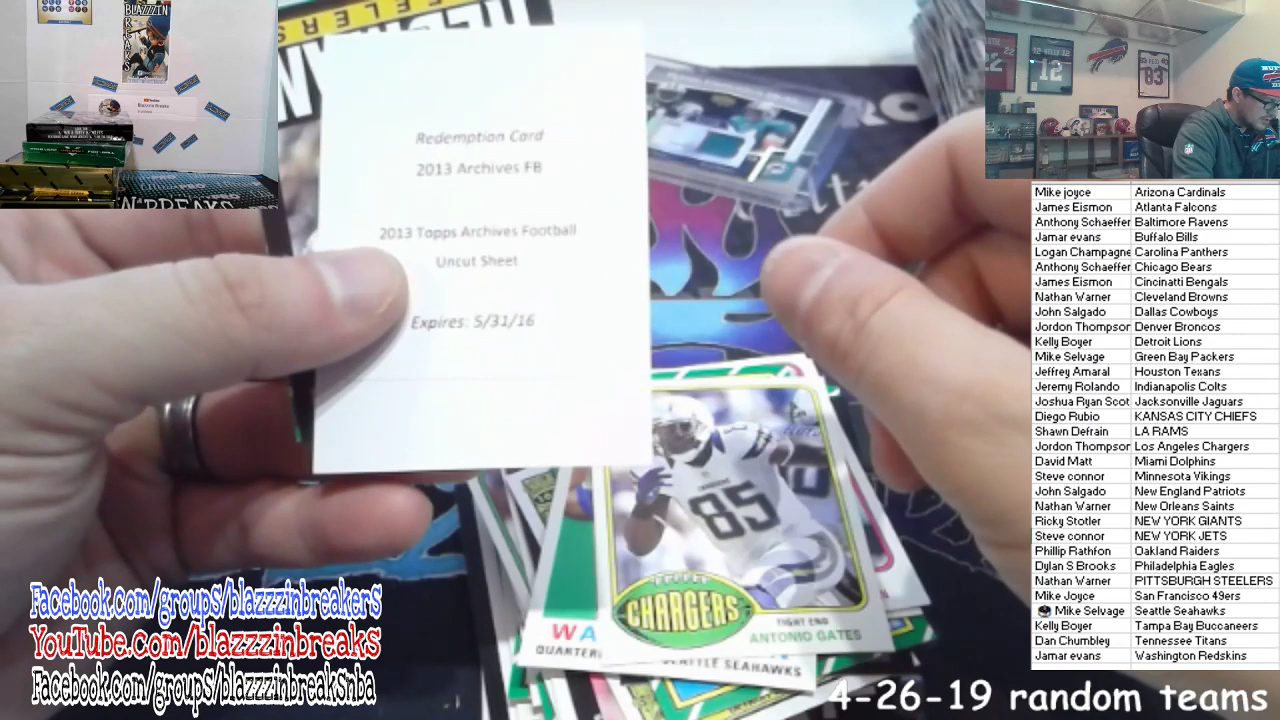 BLAZZZIN
Redemption Card
2013 Archives FB
2013 Topps Archives Football
Uncut Sheet
Expires: 5/31/16
N'BREAKS
85
CHARGERS
TIGHT END
ANTONIO GATES
WA
QUARTER
SEATTLE SEAHAWKS
12
83
Mike joyce Arizona Cardinals
James Eismon Atlanta Falcons
Anthony Schaeffer Baltimore Ravens
Jamar evans Buffalo Bills
Logan Champagne Carolina Panthers
Anthony Schaeffer Chicago Bears
James Eismon Cincinatti Bengals
Nathan Warner Cleveland Browns
John Salgado Dallas Cowboys
Jordon Thompson Denver Broncos
Kelly Boyer Detroit Lions
Mike Selvage Green Bay Packers
Jeffrey Amaral Houston Texans
Jeremy Rolando Indianapolis Colts
Joshua Ryan Scot Jacksonville Jaguars
Diego Rubio KANSAS CITY CHIEFS
Shawn Defrain LA RAMS
Jordon Thompson Los Angeles Chargers
David Matt Miami Dolphins
Steve connor Minnesota Vikings
John Salgado New England Patriots
Nathan Warner New Orleans Saints
Ricky Stotler NEW YORK GIANTS
Steve connor NEW YORK JETS
Phillip Rathfon Oakland Raiders
Dylan S Brooks Philadelphia Eagles
Nathan Warner PITTSBURGH STEELERS
Mike Joyce San Francisco 49ers
Mike Selvage Seattle Seahawks
Kelly Boyer Tampa Bay Buccaneers
Dan Chumbley Tennessee Titans
Jamar evans Washington Redskins
Facebook.com/groups/blazzzinbreakers
YouTube.com/blazzzinbreaks
Facebook.com/groups/blazzzinbreaksnba
4-26-19 random teams